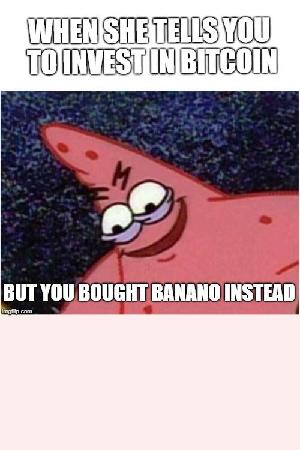 WHEN SHE TELLS YOU
TO INVEST IN BITCOIN
BUT YOU BOUGHT BANANO INSTEAD
imgflip.com